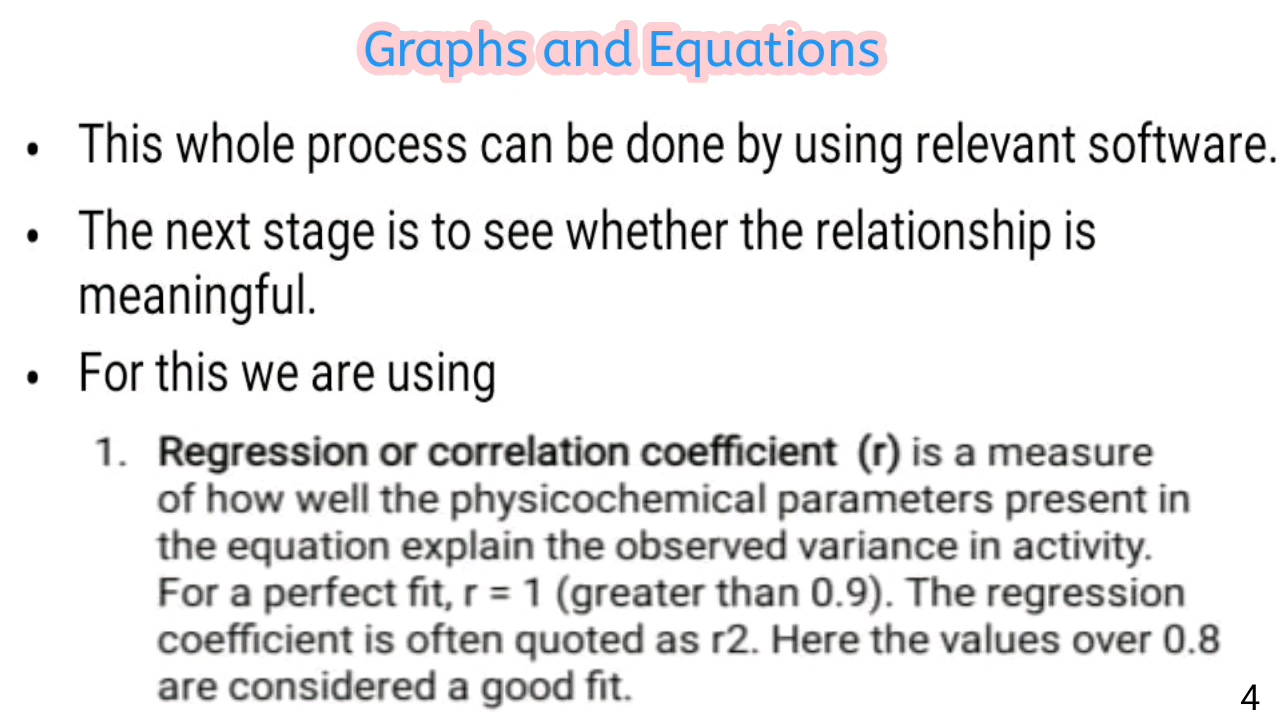 Graphs and Equations
• This whole process can be done by using relevant software.
• The next stage is to see whether the relationship is
meaningful.
• For this we are using
1. Regression or correlation coefficient (r) is a measure
of how well the physicochemical parameters present in
the equation explain the observed variance in activity.
For a perfect fit, r = 1 (greater than 0.9). The regression
coefficient is often quoted as r2. Here the values over 0.8
are considered a good fit.
4